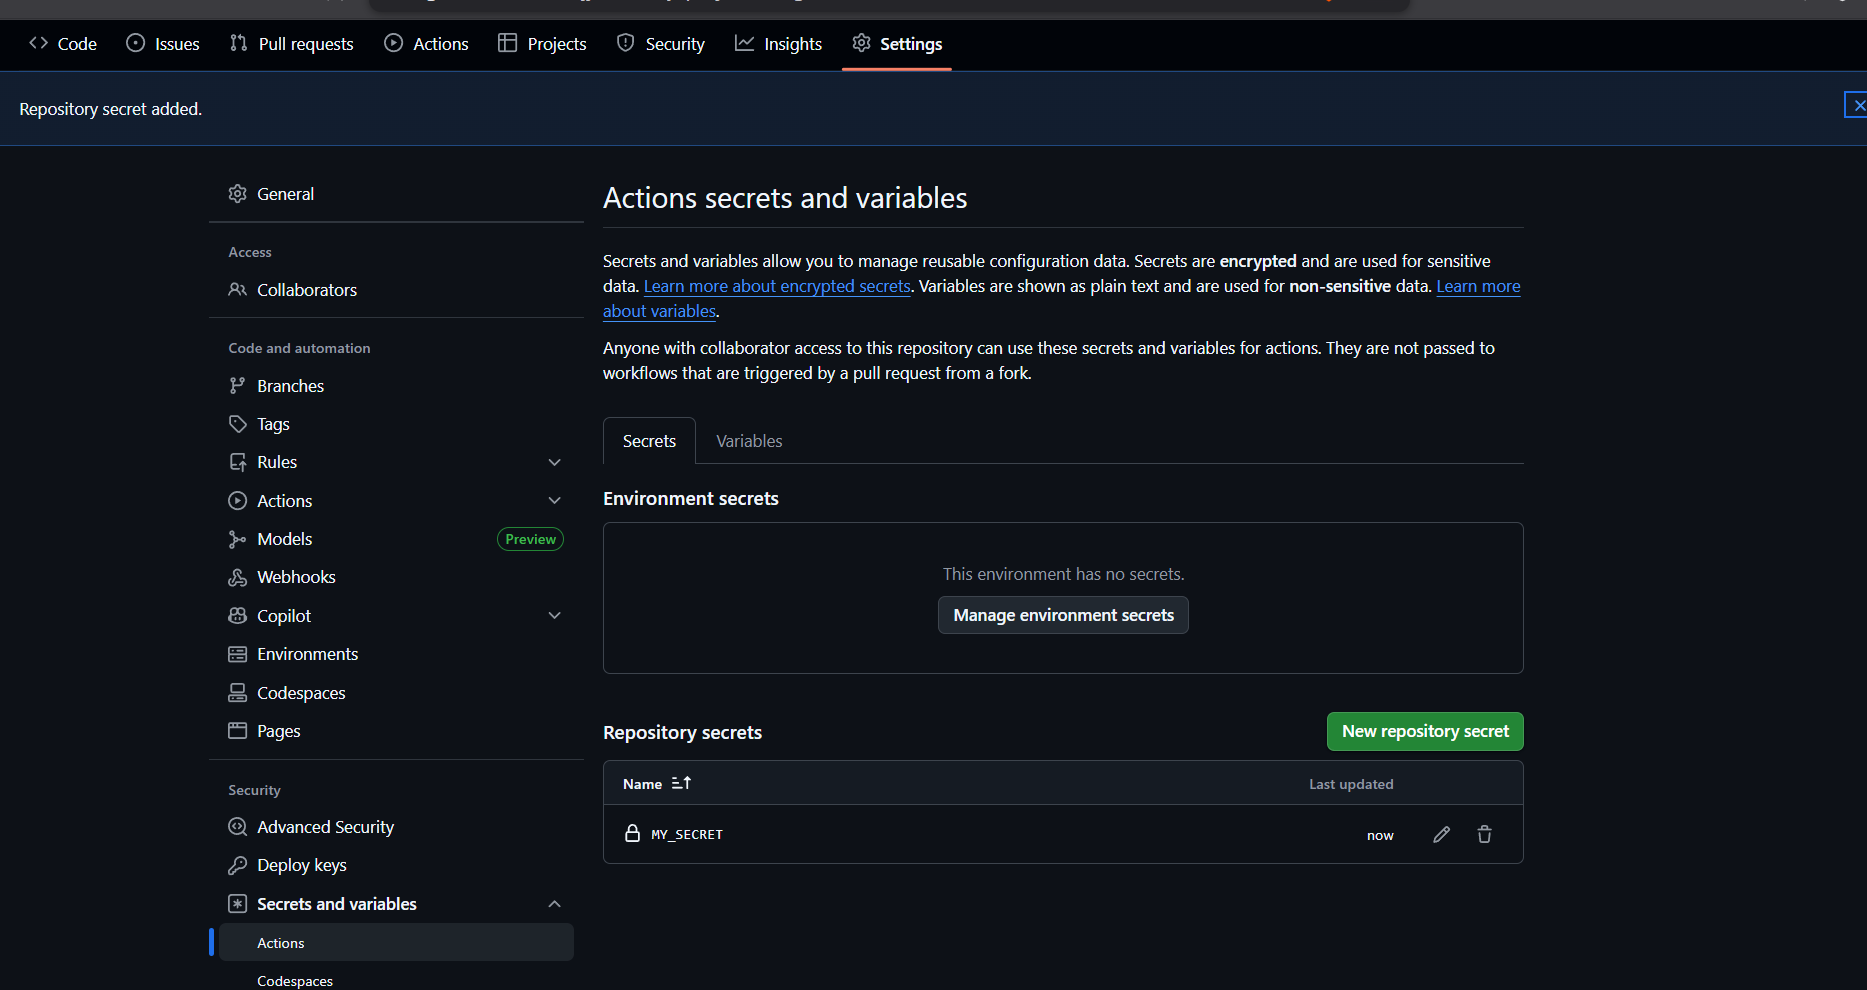 Code Issues Pull requests Actions Projects Security Insights Settings
Repository secret added.
General
Access
Collaborators
Code and automation
Branches
Tags
Rules
Actions
Models Preview
Webhooks
Copilot
Environments
Codespaces
Pages
Security
Advanced Security
Deploy keys
Secrets and variables
Actions
Codespaces
Actions secrets and variables
Secrets and variables allow you to manage reusable configuration data. Secrets are encrypted and are used for sensitive
data. Learn more about encrypted secrets. Variables are shown as plain text and are used for non-sensitive data. Learn more
about variables.
Anyone with collaborator access to this repository can use these secrets and variables for actions. They are not passed to
workflows that are triggered by a pull request from a fork.
Secrets Variables
Environment secrets
This environment has no secrets.
Manage environment secrets
Repository secrets New repository secret
Name Last updated
MY_SECRET now